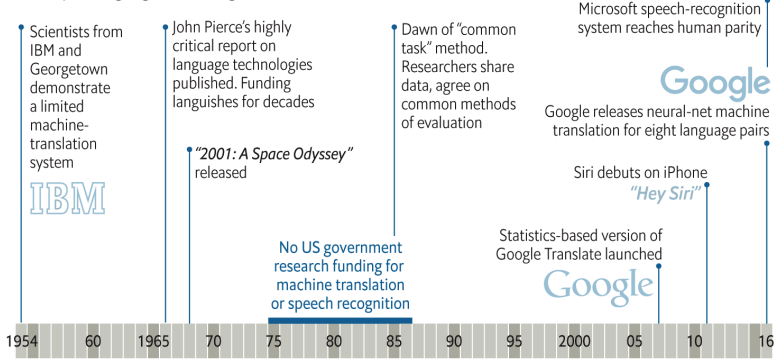 Microsoft speech-recognition
system reaches human parity
Scientists from
IBM and
Georgetown
demonstrate
a limited
machine-
translation
system
IBM
John Pierce's highly
critical report on
language technologies
published. Funding
languishes for decades
"2001: A Space Odyssey"
released
Dawn of "common
task" method.
Researchers share
data, agree on
common methods
of evaluation
Google
Google releases neural-net machine
translation for eight language pairs
Siri debuts on iPhone
"Hey Siri"
Statistics-based version of
Google Translate launched
Google
No US government
research funding for
machine translation
or speech recognition
1954 60 1965 70 75 80 85 90 95 2000 05 10 16